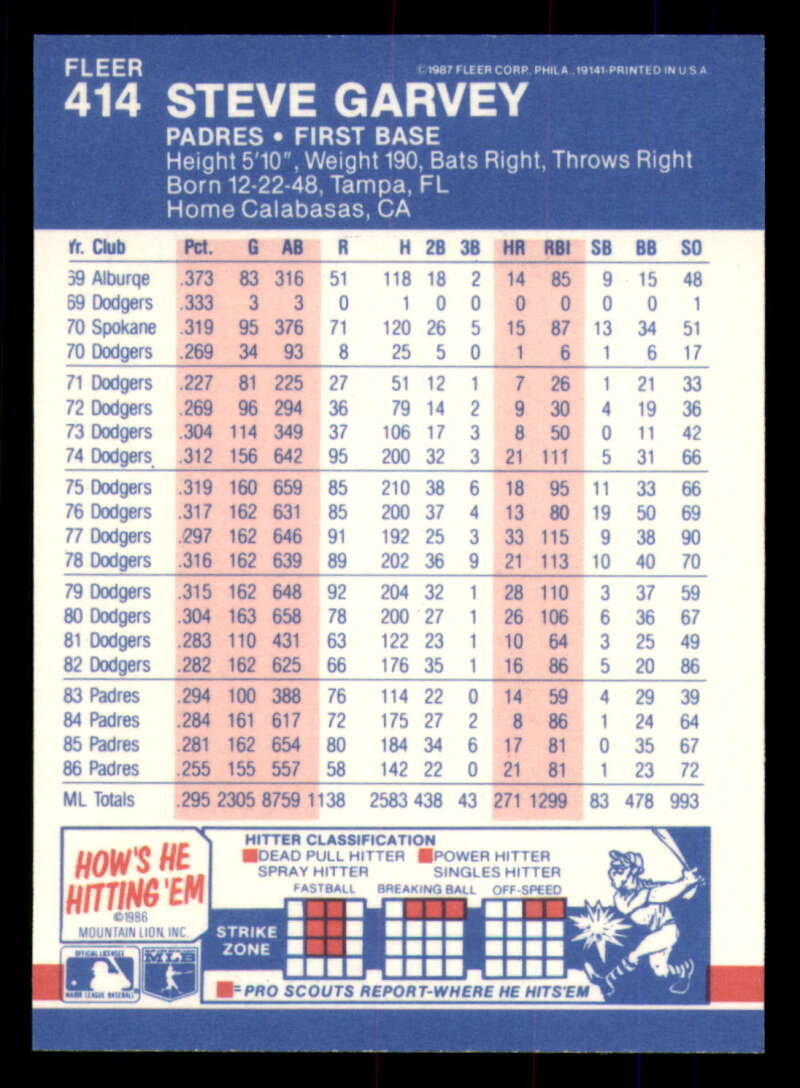 FLEER
©1987 FLEER CORP., PHILA., 19141-PRINTED IN U.S.A.
414 STEVE GARVEY
PADRES • FIRST BASE
Height 5'10", Weight 190, Bats Right, Throws Right
Born 12-22-48, Tampa, FL
Home Calabasas, CA
Yr. Club Pct. G AB R H 2B 3B HR RBI SB BB SO
69 Alburqe .373 83 316 51 118 18 2 14 85 9 15 48
69 Dodgers .333 3 3 0 1 0 0 0 0 0 0 1
70 Spokane .319 95 376 71 120 26 5 15 87 13 34 51
70 Dodgers .269 34 93 8 25 5 0 1 6 1 6 17
71 Dodgers .227 81 225 27 51 12 1 7 26 1 21 33
72 Dodgers .269 96 294 36 79 14 2 9 30 4 19 36
73 Dodgers .304 114 349 37 106 17 3 8 50 0 11 42
74 Dodgers .312 156 642 95 200 32 3 21 111 5 31 66
75 Dodgers .319 160 659 85 210 38 6 18 95 11 33 66
76 Dodgers .317 162 631 85 200 37 4 13 80 19 50 69
77 Dodgers .297 162 646 91 192 25 3 33 115 9 38 90
78 Dodgers .316 162 639 89 202 36 9 21 113 10 40 70
79 Dodgers .315 162 648 92 204 32 1 28 110 3 37 59
80 Dodgers .304 163 658 78 200 27 1 26 106 6 36 67
81 Dodgers .283 110 431 63 122 23 1 10 64 3 25 49
82 Dodgers .282 162 625 66 176 35 1 16 86 5 20 86
83 Padres .294 100 388 76 114 22 0 14 59 4 29 39
84 Padres .284 161 617 72 175 27 2 8 86 1 24 64
85 Padres .281 162 654 80 184 34 6 17 81 0 35 67
86 Padres .255 155 557 58 142 22 0 21 81 1 23 72
ML Totals .295 2305 8759 1138 2583 438 43 271 1299 83 478 993
HOW'S HE
HITTING 'EM
©1986
MOUNTAIN LION, INC.
OFFICIAL LICENSEE
MAJOR LEAGUE BASEBALL
MLB
HITTER CLASSIFICATION
DEAD PULL HITTER POWER HITTER
SPRAY HITTER SINGLES HITTER
FASTBALL BREAKING BALL OFF-SPEED
STRIKE
ZONE
=PRO SCOUTS REPORT-WHERE HE HITS'EM